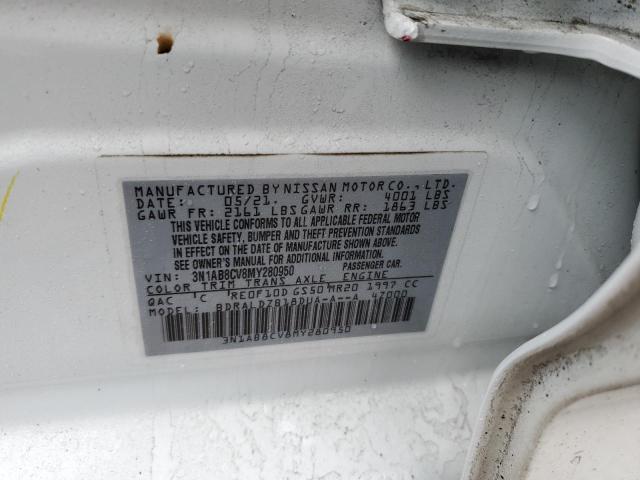 MANUFACTURED BY NISSAN MOTOR CO., LTD.
DATE: 05/21. GVWR: 4001 LBS
GAWR FR: 2161 LBS GAWR RR: 1863 LBS
THIS VEHICLE CONFORMS TO ALL APPLICABLE FEDERAL MOTOR
VEHICLE SAFETY, BUMPER AND THEFT PREVENTION STANDARDS
IN EFFECT ON THE DATE OF MANUFACTURE SHOWN ABOVE.
SEE OWNER'S MANUAL FOR ADDITIONAL INFORMATION
VIN: 3N1AB8CV8MY280950 PASSENGER CAR.
COLOR TRIM TRANS AXLE ENGINE
QAC C RE0F10D GS50 MR20 1997 CC
MODEL: BDRALDZB18DUA-A--A 47000
3N1AB8CV8MY280950